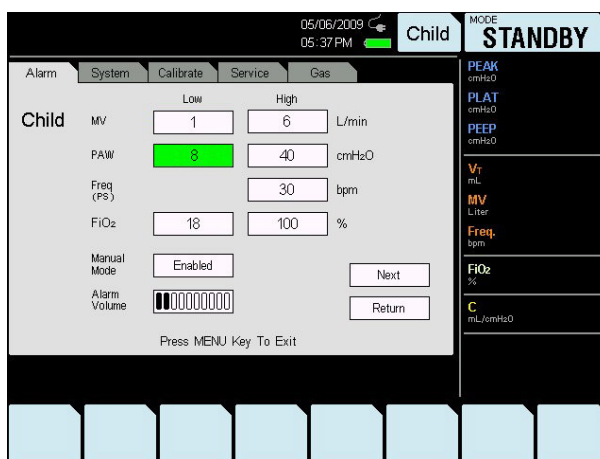 05/06/2009
05:37 PM
Child
MODE
STANDBY
Alarm System Calibrate Service Gas
Low High
Child
MV 1 6 L/min
PAW 8 40 cmH2O
Freq 30 bpm
(PS)
FiO2 18 100 %
Manual
Mode
Enabled
Next
Alarm
Volume
Return
Press MENU Key To Exit
PEAK
cmH2O
PLAT
cmH2O
PEEP
cmH2O
VT
mL
MV
Liter
Freq.
bpm
FiO2
%
C
mL/cmH2O